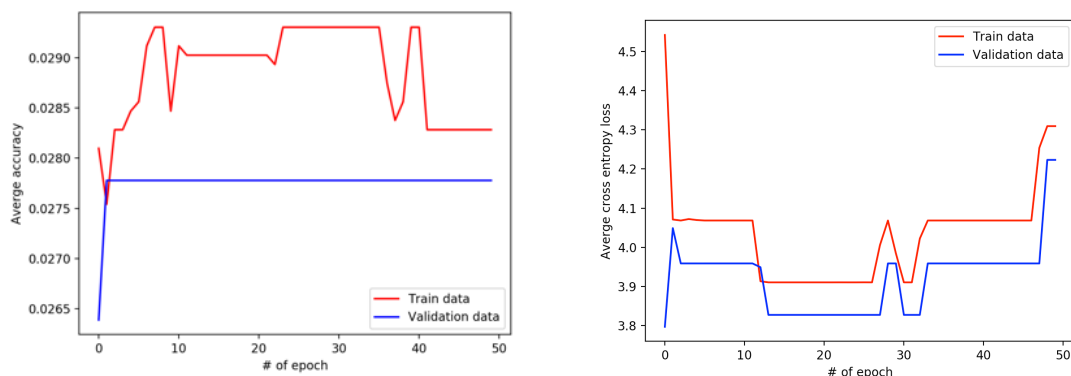 0.0290
0.0285
0.0280
0.0275
0.0270
0.0265
Averge accuracy
Train data
Validation data
0 10 20 30 40 50
# of epoch
4.5
4.4
4.3
4.2
4.1
4.0
3.9
3.8
Averge cross entropy loss
Train data
Validation data
0 10 20 30 40 50
# of epoch